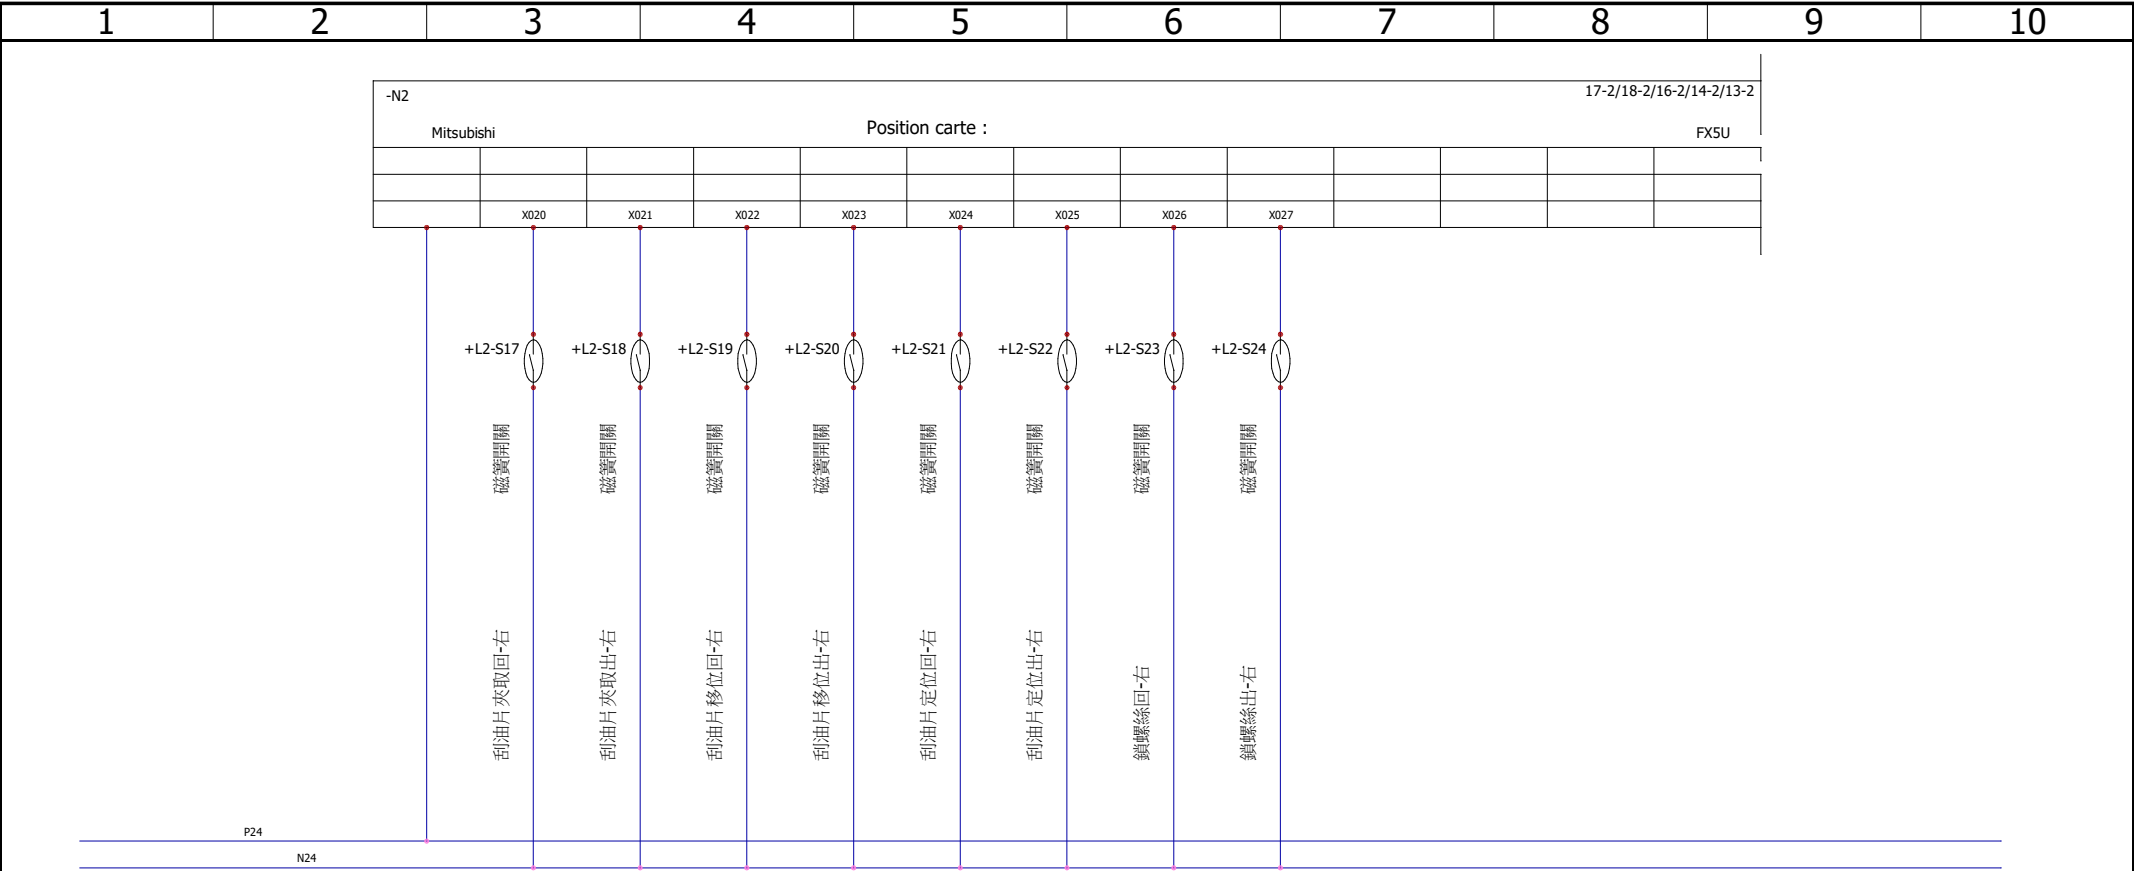 1 2 3 4 5 6 7 8 9 10
-N2 17-2/18-2/16-2/14-2/13-2
Mitsubishi Position carte : FX5U
X020 X021 X022 X023 X024 X025 X026 X027
+L2-S17 +L2-S18 +L2-S19 +L2-S20 +L2-S21 +L2-S22 +L2-S23 +L2-S24
磁簧開關
磁簧開關
磁簧開關
磁簧開關
磁簧開關
磁簧開關
磁簧開關
磁簧開關
刮油片夾取回-右
刮油片夾取出-右
刮油片移位回-右
刮油片移位出-右
刮油片定位回-右
刮油片定位出-右
鎖螺絲回-右
鎖螺絲出-右
P24
N24